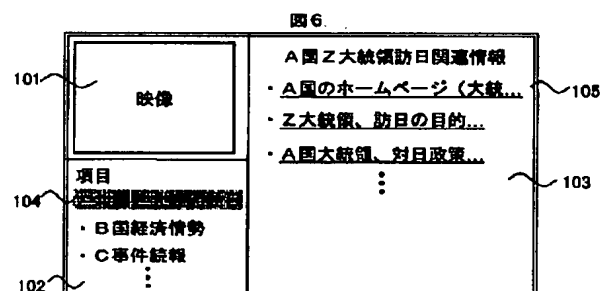 図6
101
映像
項目
104
・B国経済情勢
・C事件続報
102
A国Z大統領訪日関連情報
・A国のホームページ(大統...
・Z大統領、訪日の目的...
・A国大統領、対日政策...
105
103